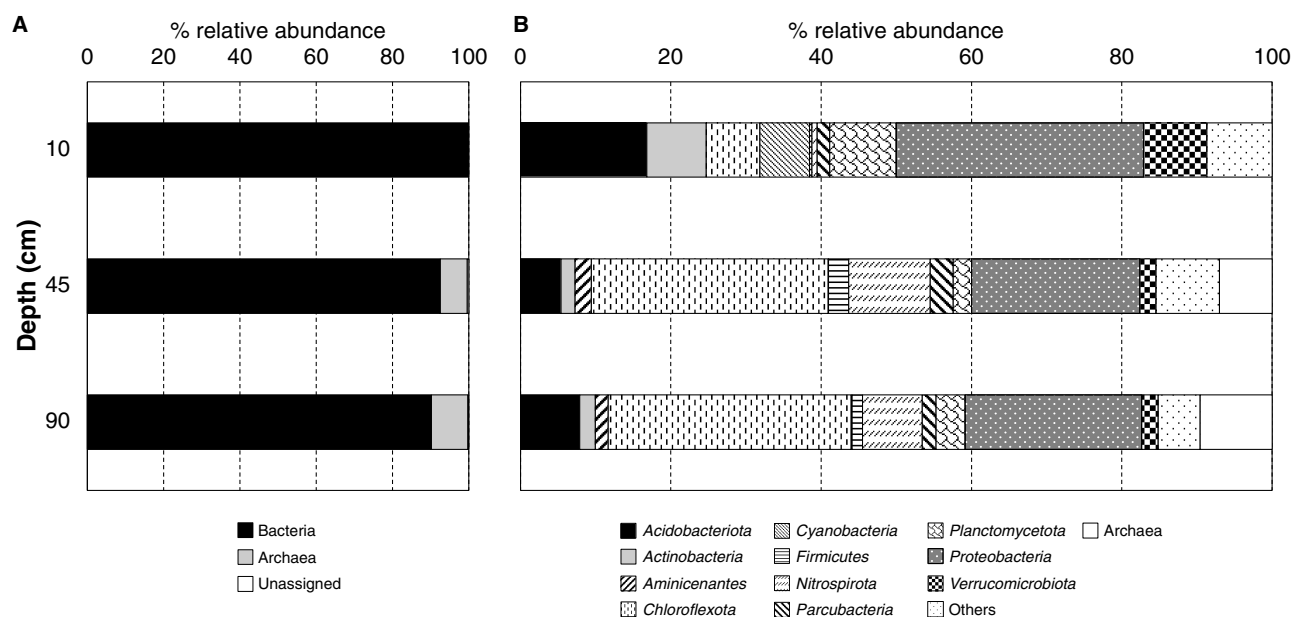 A
% relative abundance
0 20 40 60 80 100
B
% relative abundance
20 40 60 80 100
0
Depth (cm)
10
45
90
Bacteria
Archaea
Unassigned
Acidobacteriota
Actinobacteria
Aminicenantes
Chloroflexota
Cyanobacteria
Firmicutes
Nitrospirota
Parcubacteria
Planctomycetota
Proteobacteria
Verrucomicrobiota
Others
Archaea